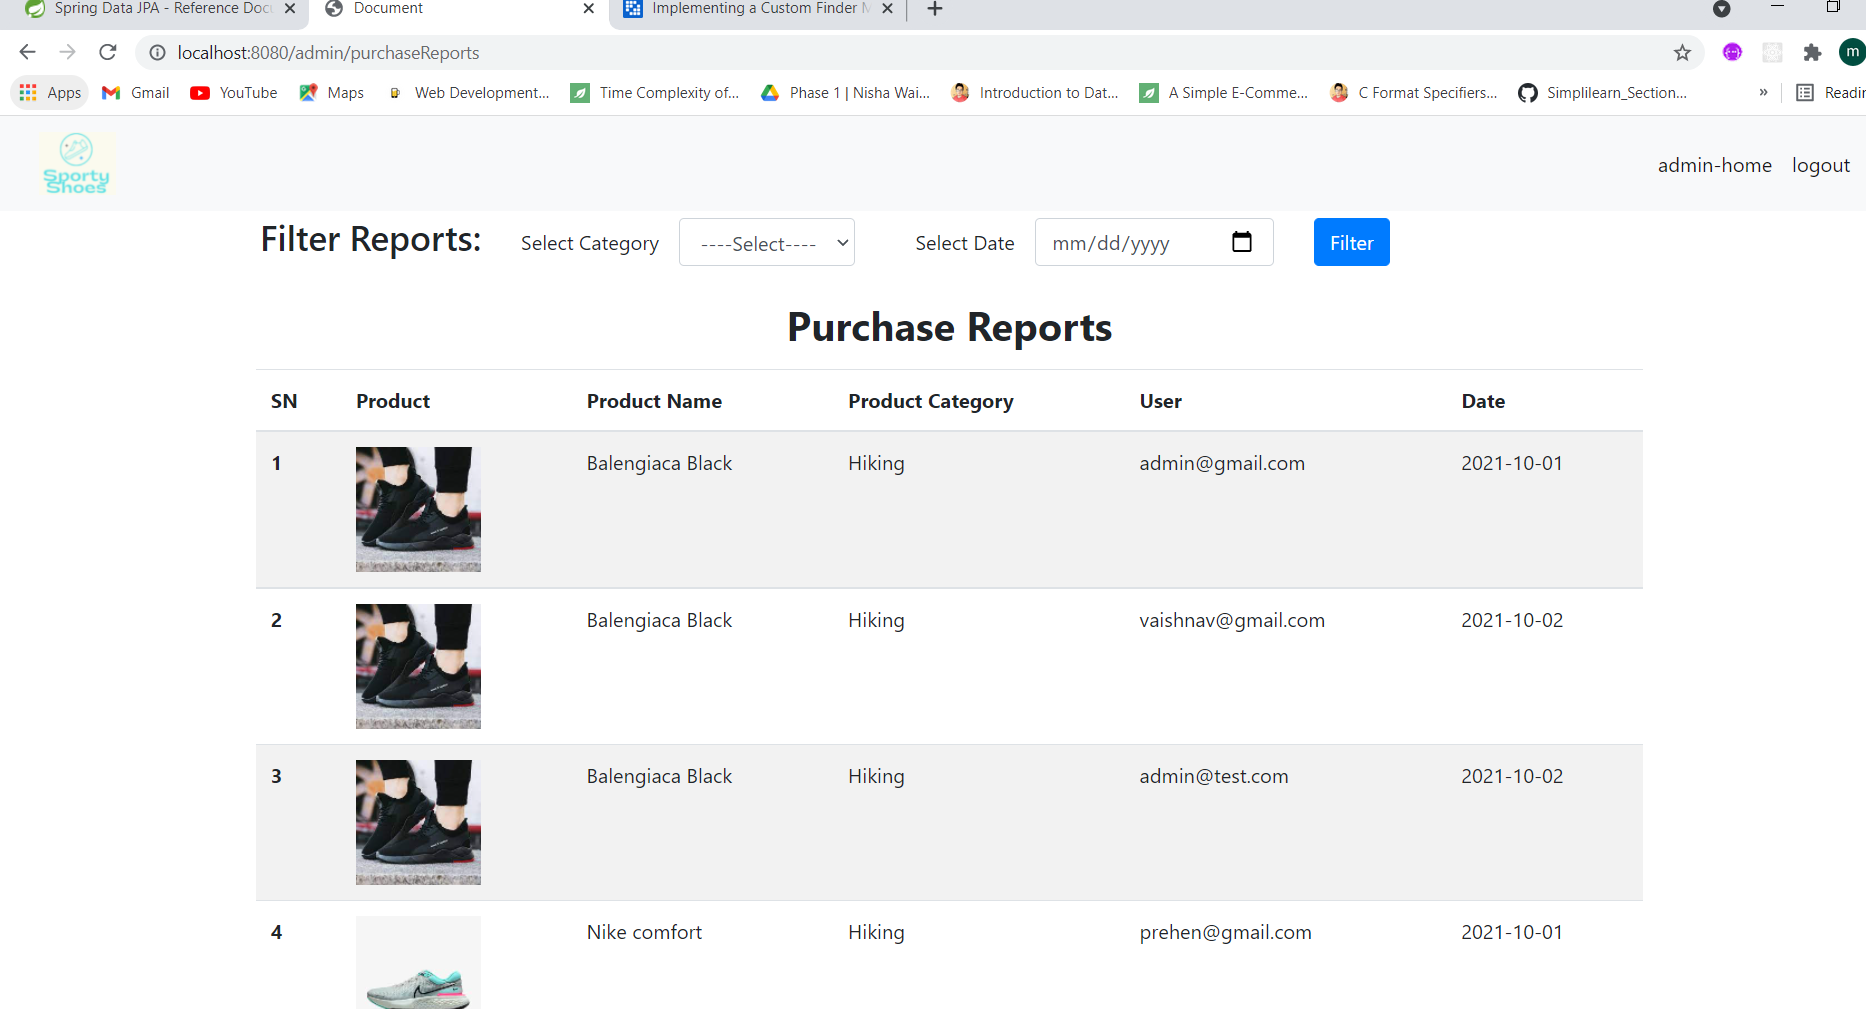 Spring Data JPA - Reference Docu
Document
Implementing a Custom Finder M
localhost:8080/admin/purchaseReports
m
Apps
Gmail
YouTube
Maps
Web Development...
Time Complexity of...
Phase 1 | Nisha Wai...
Introduction to Dat...
A Simple E-Comme...
C Format Specifiers...
Simplilearn_Section...
»
Readin
Sporty
Shoes
admin-home logout
Filter Reports: Select Category ----Select---- Select Date mm/dd/yyyy Filter
Purchase Reports
SN Product Product Name Product Category User Date
1 Balengiaca Black Hiking admin@gmail.com 2021-10-01
2 Balengiaca Black Hiking vaishnav@gmail.com 2021-10-02
3 Balengiaca Black Hiking admin@test.com 2021-10-02
4 Nike comfort Hiking prehen@gmail.com 2021-10-01